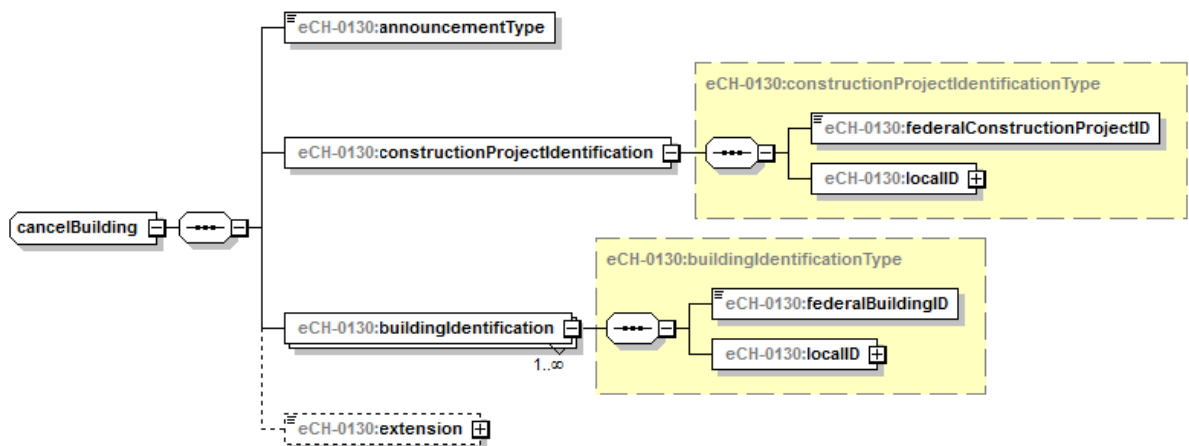 eCH-0130:announcementType
eCH-0130:constructionProjectIdentificationType
eCH-0130:federalConstructionProjectID
eCH-0130:constructionProjectIdentification
eCH-0130:localID
cancelBuilding
eCH-0130:buildingIdentificationType
eCH-0130:federalBuildingID
eCH-0130:buildingIdentification
1..∞
eCH-0130:localID
eCH-0130:extension